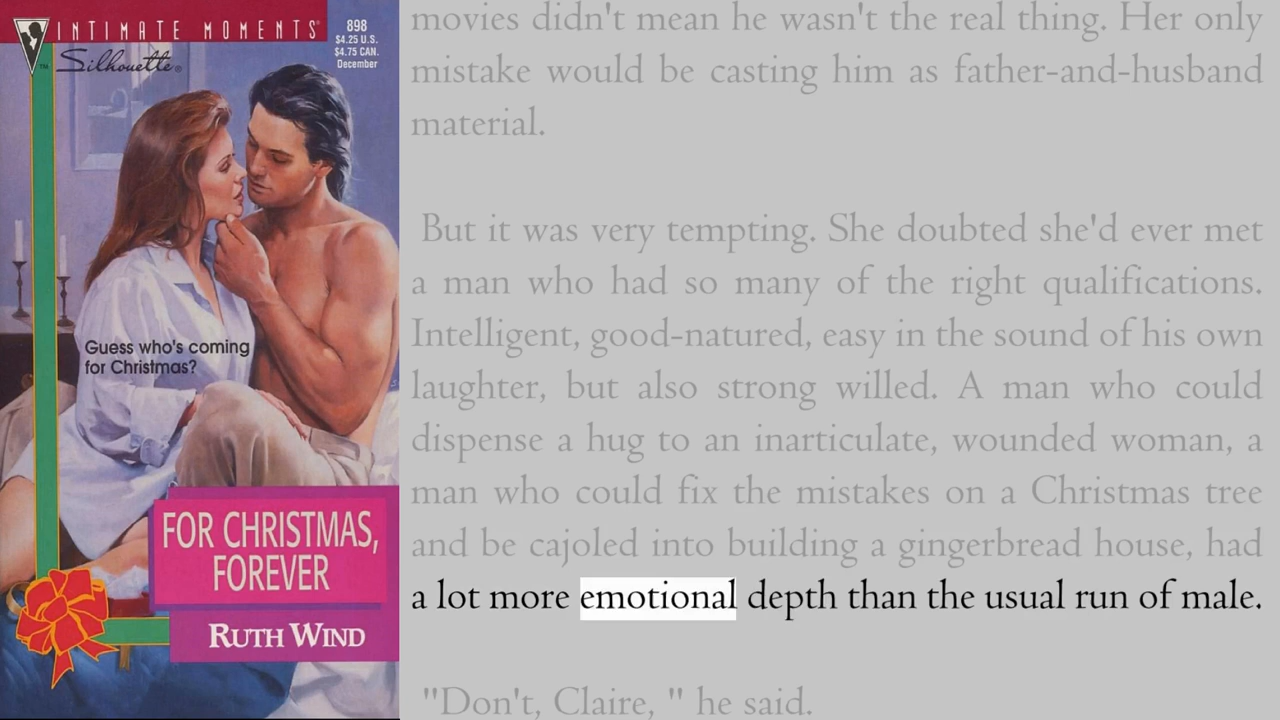 INTIMATE MOMENTS®
898
$4.25 U.S.
$4.75 CAN.
December
TM
Silhouette®
Guess who's coming
for Christmas?
FOR CHRISTMAS,
FOREVER
RUTH WIND
movies didn't mean he wasn't the real thing. Her only
mistake would be casting him as father-and-husband
material.
But it was very tempting. She doubted she'd ever met
a man who had so many of the right qualifications.
Intelligent, good-natured, easy in the sound of his own
laughter, but also strong willed. A man who could
dispense a hug to an inarticulate, wounded woman, a
man who could fix the mistakes on a Christmas tree
and be cajoled into building a gingerbread house, had
a lot more emotional depth than the usual run of male.
"Don't, Claire, " he said.